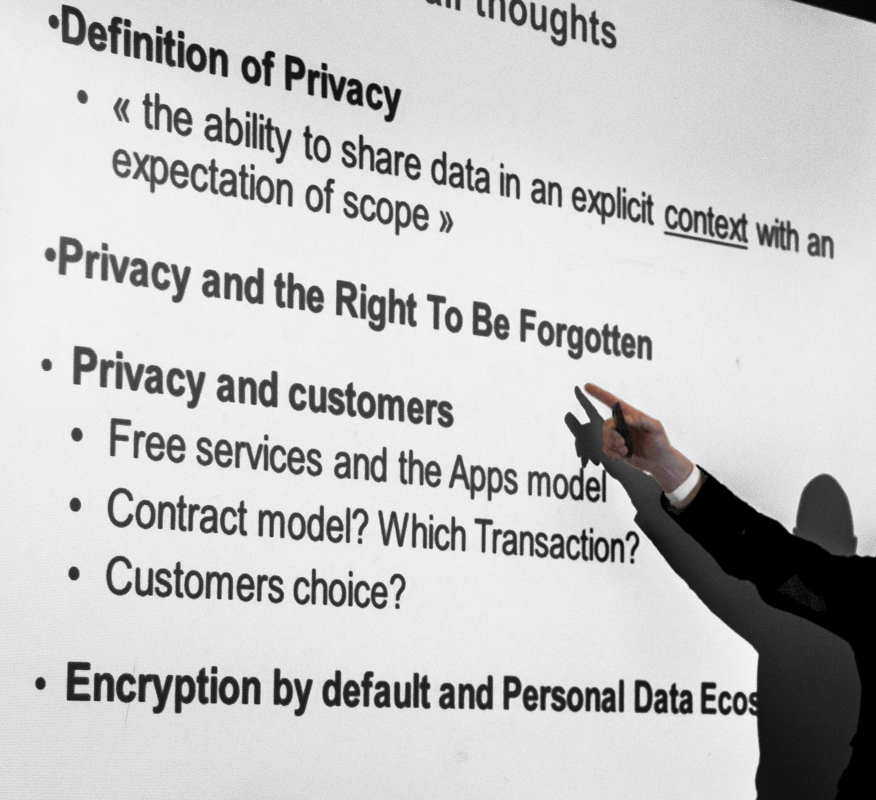 thoughts
•Definition of Privacy
• « the ability to share data in an explicit context with an
expectation of scope »
•Privacy and the Right To Be Forgotten
• Privacy and customers
• Free services and the Apps model
• Contract model? Which Transaction?
• Customers choice?
• Encryption by default and Personal Data Ecos